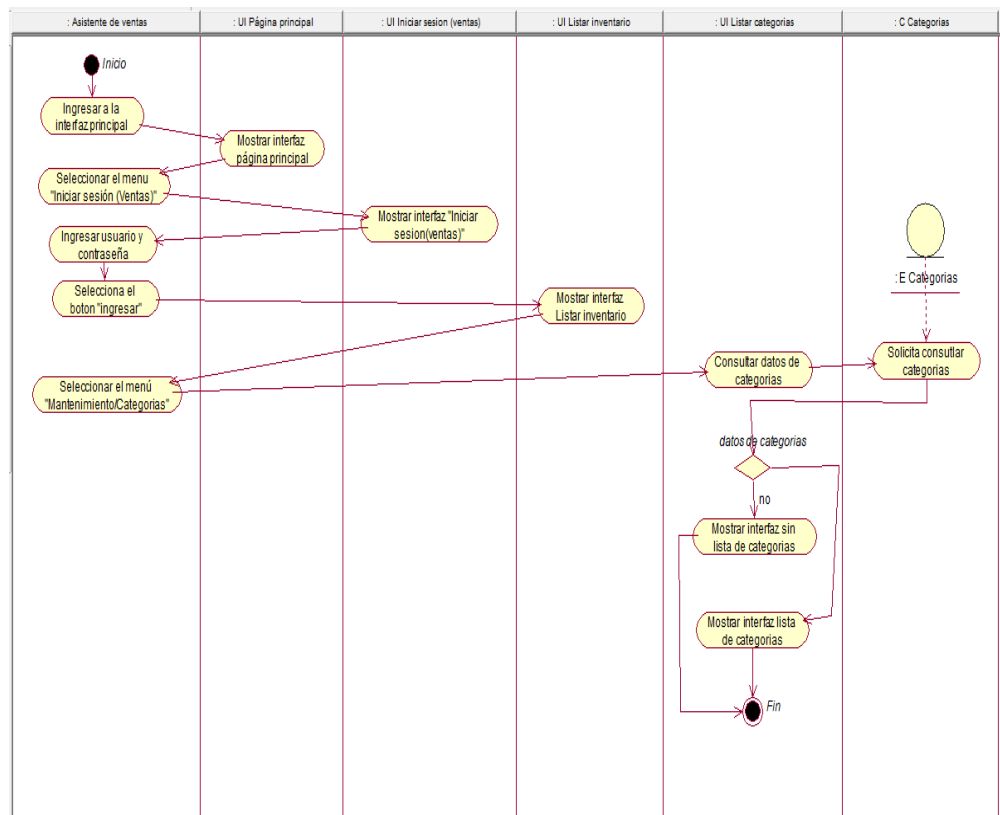 : Asistente de ventas
: UI Página principal
: UI Iniciar sesion (ventas)
: UI Listar inventario
: UI Listar categorias
: C Categorias
Inicio
Ingresar a la
interfaz principal
Mostrar interfaz
página principal
Seleccionar el menu
"Iniciar sesión (Ventas)"
Mostrar interfaz "Iniciar
sesion(ventas)"
Ingresar usuario y
contraseña
Selecciona el
boton "ingresar"
Mostrar interfaz
Listar inventario
: E Categorias
Solicita consutlar
categorias
Consultar datos de
categorias
Seleccionar el menú
"Mantenimiento/Categorias"
datos de categorias
no
Mostrar interfaz sin
lista de categorias
Mostrar interfaz lista
de categorias
Fin